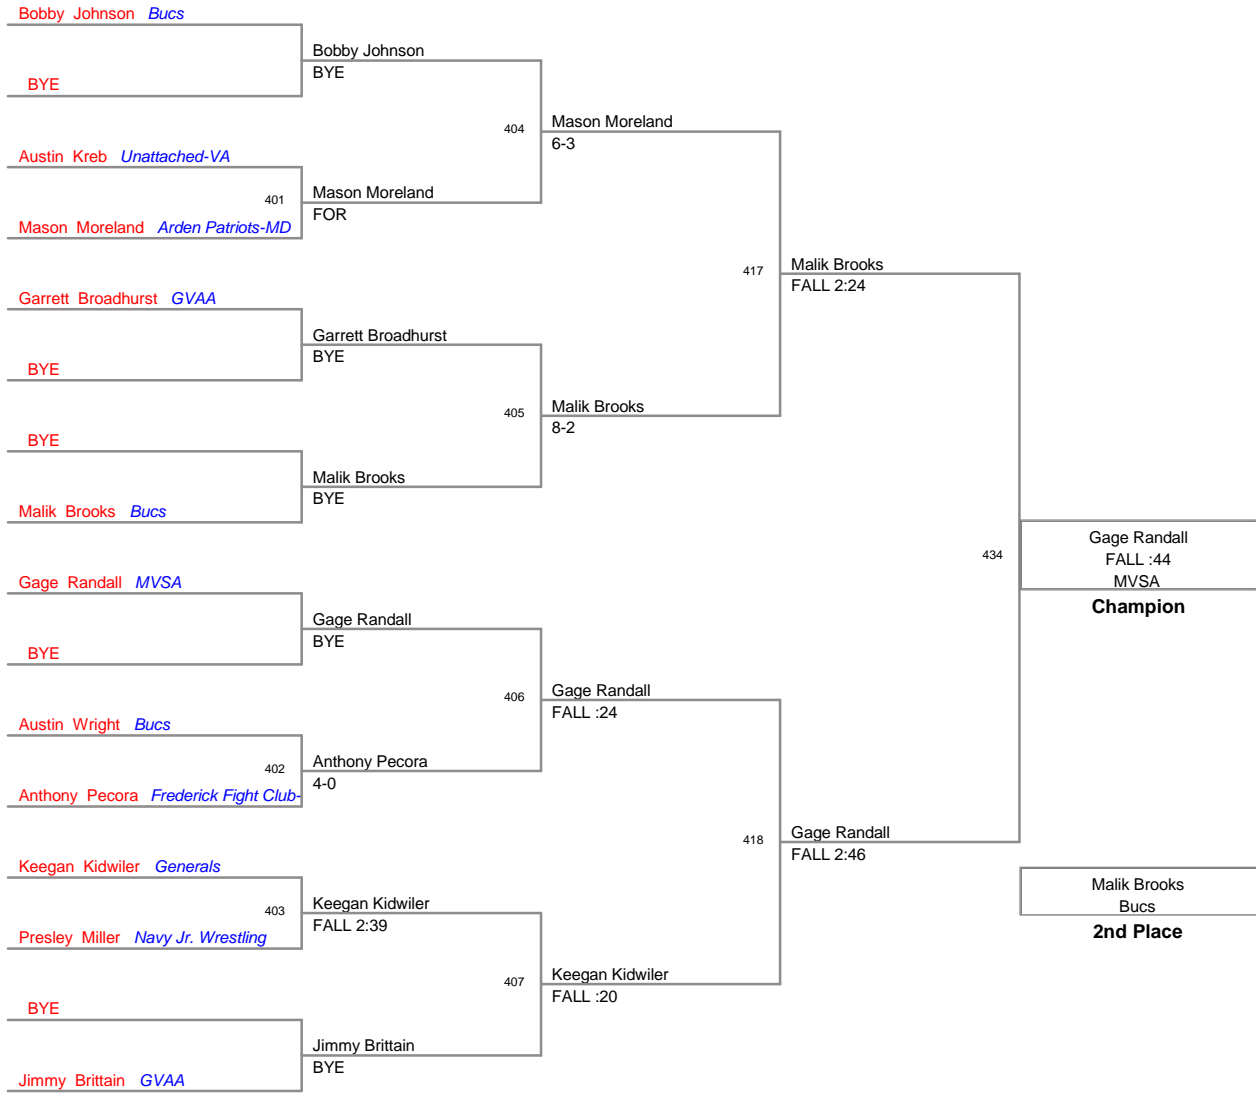 Bobby Johnson Bucs
BYE
Austin Kreb Unattached-VA
401
Mason Moreland Arden Patriots-MD
Garrett Broadhurst GVAA
BYE
BYE
Malik Brooks Bucs
Gage Randall MVSA
BYE
Austin Wright Bucs
402
Anthony Pecora Frederick Fight Club-
Keegan Kidwiler Generals
403
Presley Miller Navy Jr. Wrestling
BYE
Jimmy Brittain GVAA
Bobby Johnson
BYE
404
Mason Moreland
FOR
Garrett Broadhurst
BYE
405
Malik Brooks
BYE
Gage Randall
BYE
406
Anthony Pecora
4-0
Keegan Kidwiler
FALL 2:39
407
Jimmy Brittain
BYE
Mason Moreland
6-3
417
Malik Brooks
8-2
Gage Randall
FALL :24
418
Keegan Kidwiler
FALL :20
Malik Brooks
FALL 2:24
434
Gage Randall
FALL 2:46
Gage Randall
FALL :44
MVSA
Champion
Malik Brooks
Bucs
2nd Place